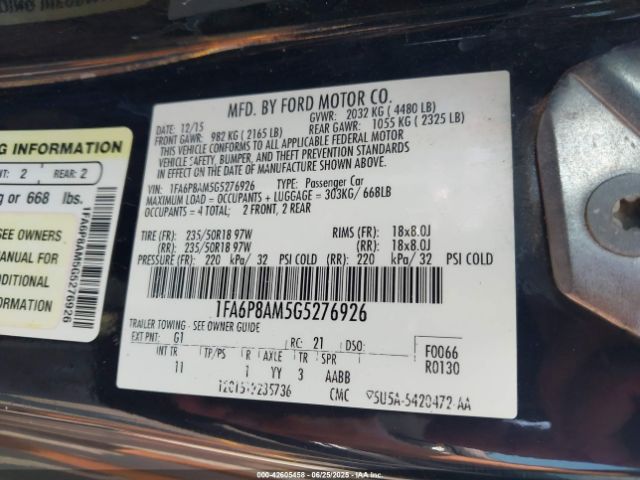 MFD. BY FORD MOTOR CO.
DATE: 12/15 GVWR: 2032 KG ( 4480 LB)
FRONT GAWR: 982 KG ( 2165 LB) REAR GAWR: 1055 KG ( 2325 LB)
THIS VEHICLE CONFORMS TO ALL APPLICABLE FEDERAL MOTOR
VEHICLE SAFETY, BUMPER, AND THEFT PREVENTION STANDARDS
IN EFFECT ON THE DATE OF MANUFACTURE SHOWN ABOVE.
VIN: 1FA6P8AM5G5276926 TYPE: Passenger Car
MAXIMUM LOAD = OCCUPANTS + LUGGAGE = 303KG/ 668LB
OCCUPANTS = 4 TOTAL; 2 FRONT, 2 REAR
TIRE (FR): 235/50R18 97W RIMS (FR): 18x8.0J
(RR): 235/50R18 97W (RR): 18x8.0J
PRESSURE (FR): 220 kPa/ 32 PSI COLD (RR): 220 kPa/ 32 PSI COLD
1FA6P8AM5G5276926
TRAILER TOWING - SEE OWNER GUIDE
EXT PNT: G1 RC: 21 DSO: F0066
INT TR TP/PS R AXLE TR SPR R0130
11 1 YY 3 AABB
CMC
INFORMATION
2 REAR: 2
or 668 lbs.
SEE OWNERS
MANUAL FOR
ADDITIONAL
INFORMATION
1FA6P8AM5G5276926
000-42605458 - 06/25/2025 - IAA Inc.